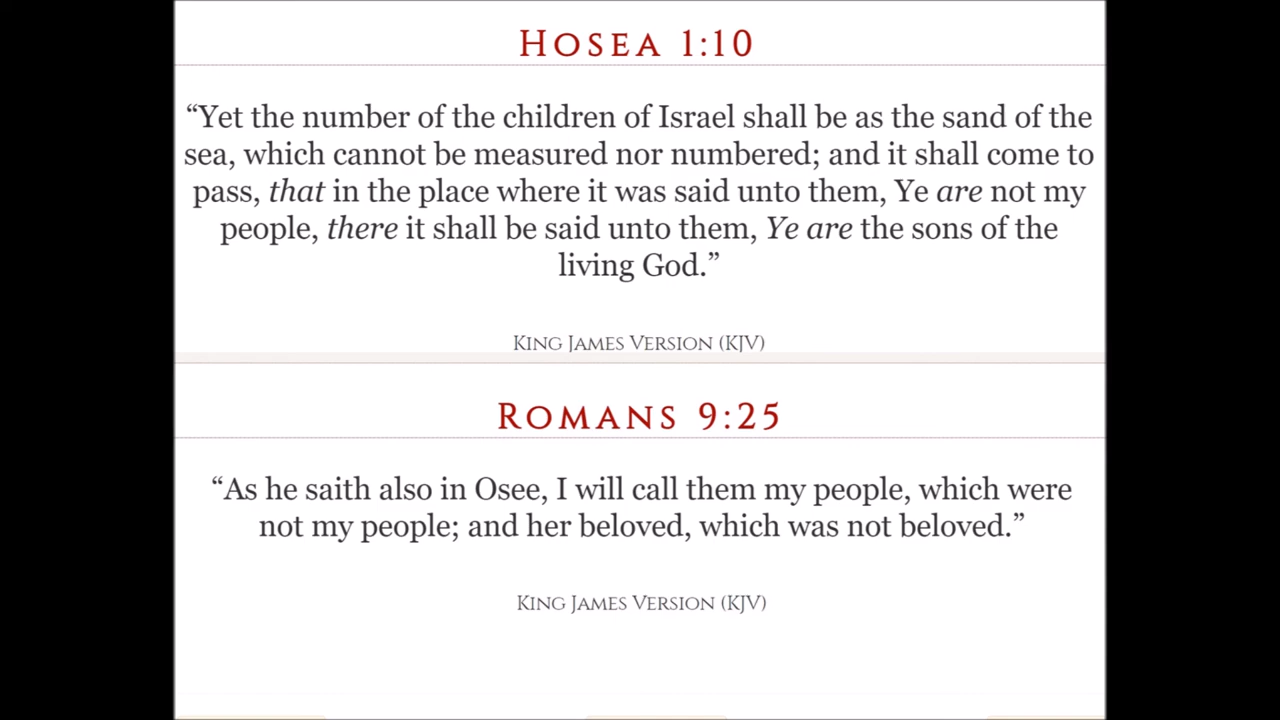 Hosea 1:10
“Yet the number of the children of Israel shall be as the sand of the
sea, which cannot be measured nor numbered; and it shall come to
pass, that in the place where it was said unto them, Ye are not my
people, there it shall be said unto them, Ye are the sons of the
living God.”
King James Version (KJV)
Romans 9:25
“As he saith also in Osee, I will call them my people, which were
not my people; and her beloved, which was not beloved.”
King James Version (KJV)